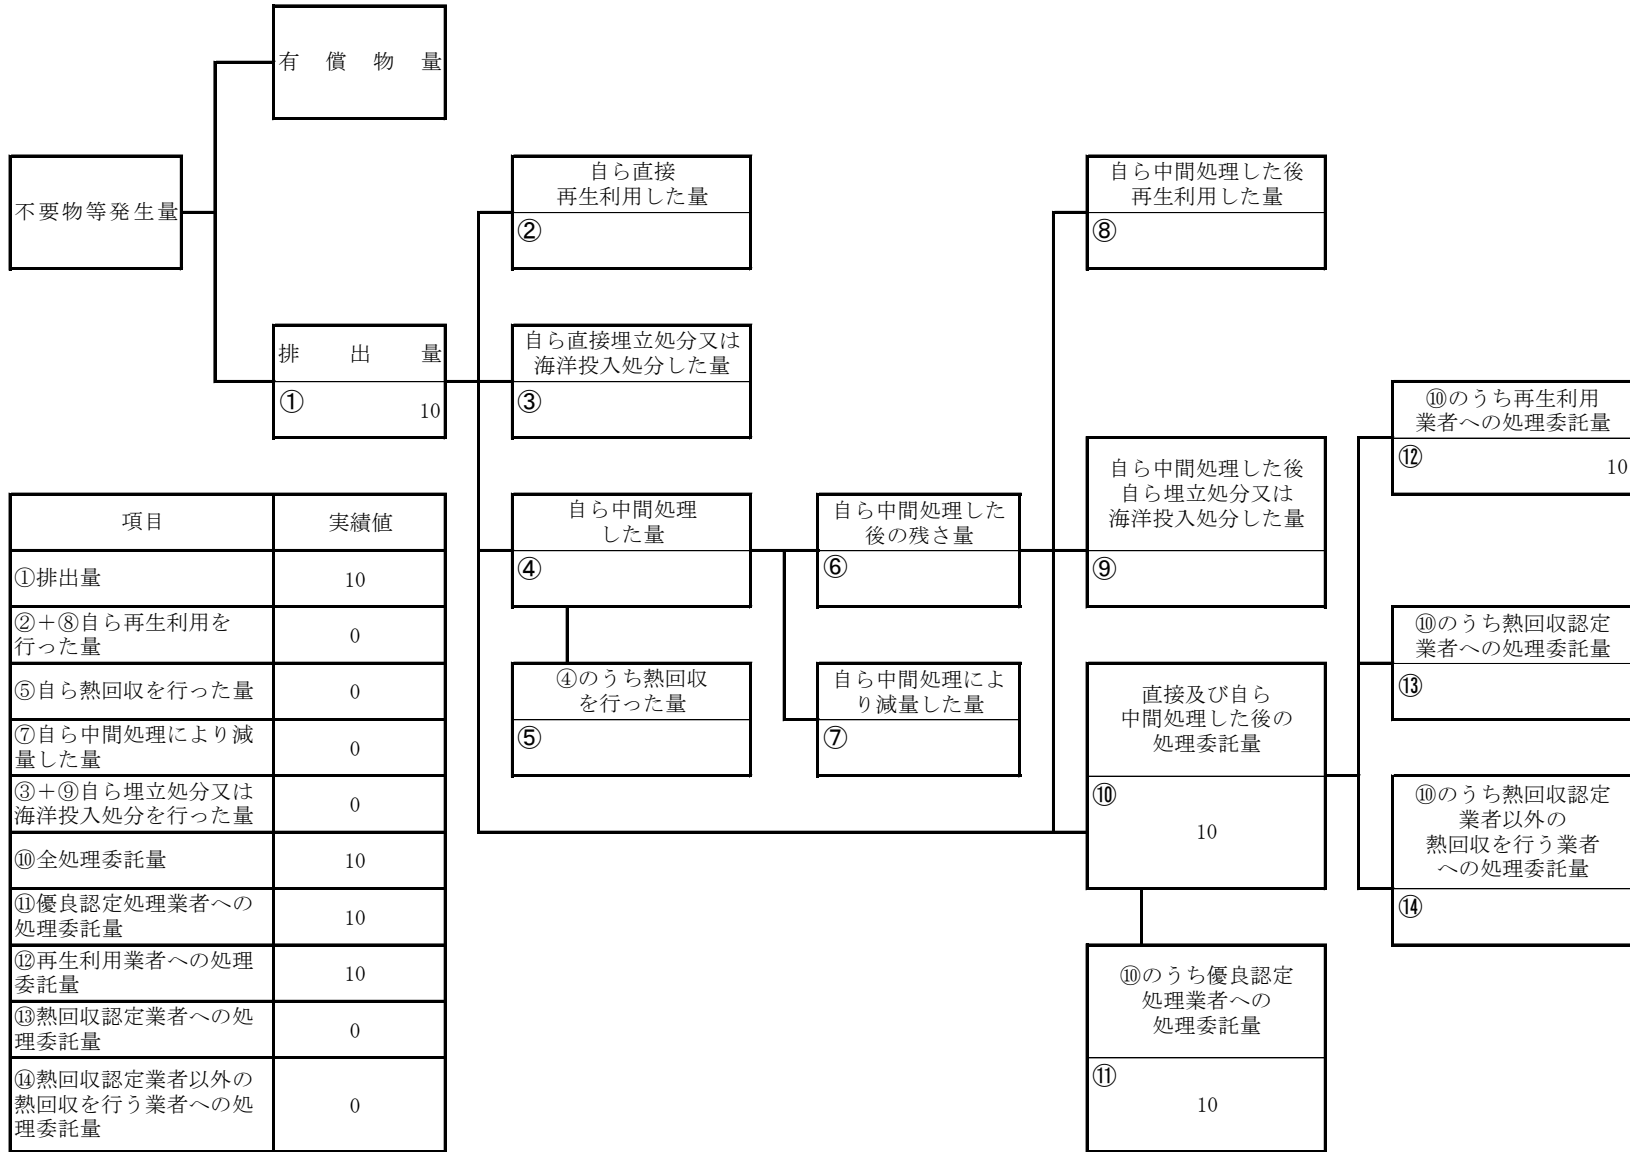 有償物量
不要物等発生量
自ら直接
再生利用した量
②
自ら中間処理した後
再生利用した量
⑧
排出量
①
10
自ら直接埋立処分又は
海洋投入処分した量
③
⑩のうち再生利用
業者への処理委託量
⑫
10
自ら中間処理した後
自ら埋立処分又は
海洋投入処分した量
⑨
自ら中間処理
した量
④
自ら中間処理した
後の残さ量
⑥
④のうち熱回収
を行った量
⑤
自ら中間処理によ
り減量した量
⑦
⑩のうち熱回収認定
業者への処理委託量
⑬
直接及び自ら
中間処理した後の
処理委託量
⑩
10
⑩のうち熱回収認定
業者以外の
熱回収を行う業者
への処理委託量
⑭
⑩のうち優良認定
処理業者への
処理委託量
⑪
10
項目 実績値
①排出量 10
②+⑧自ら再生利用を
行った量 0
⑤自ら熱回収を行った量 0
⑦自ら中間処理により減
量した量 0
③+⑨自ら埋立処分又は
海洋投入処分を行った量 0
⑩全処理委託量 10
⑪優良認定処理業者への
処理委託量 10
⑫再生利用業者への処理
委託量 10
⑬熱回収認定業者への処
理委託量 0
⑭熱回収認定業者以外の
熱回収を行う業者への処
理委託量 0